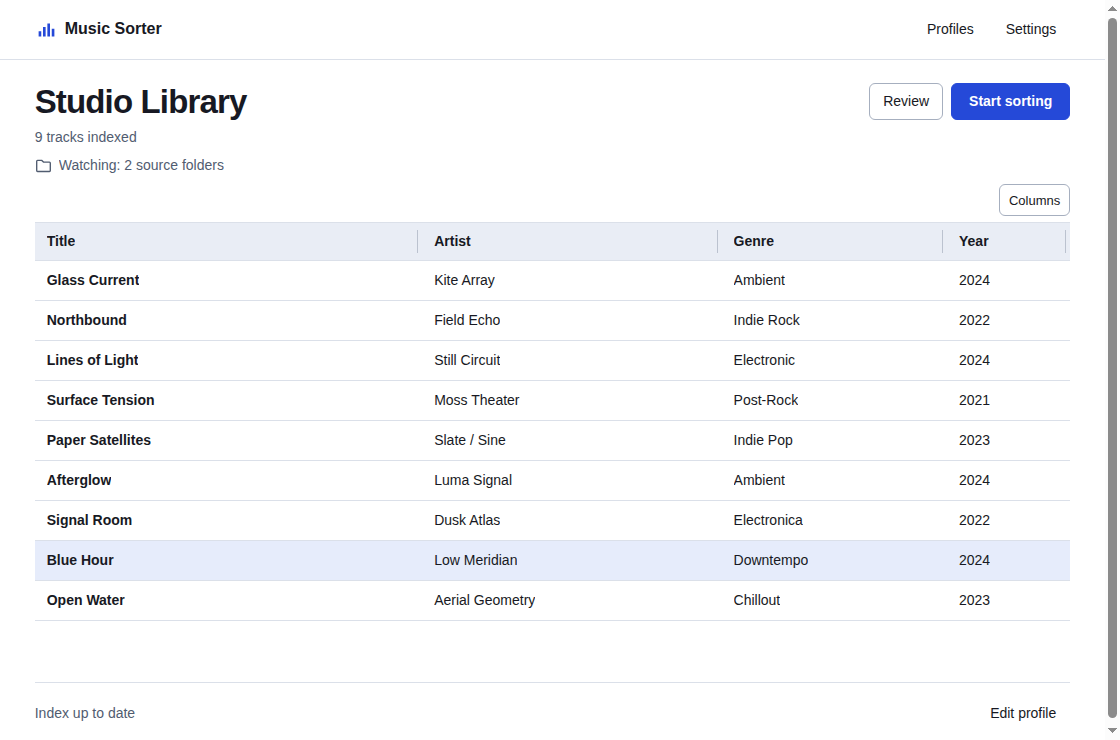 Music Sorter Profiles Settings
Studio Library Review Start sorting
9 tracks indexed
Watching: 2 source folders
Columns
Title Artist Genre Year
Glass Current Kite Array Ambient 2024
Northbound Field Echo Indie Rock 2022
Lines of Light Still Circuit Electronic 2024
Surface Tension Moss Theater Post-Rock 2021
Paper Satellites Slate / Sine Indie Pop 2023
Afterglow Luma Signal Ambient 2024
Signal Room Dusk Atlas Electronica 2022
Blue Hour Low Meridian Downtempo 2024
Open Water Aerial Geometry Chillout 2023
Index up to date Edit profile